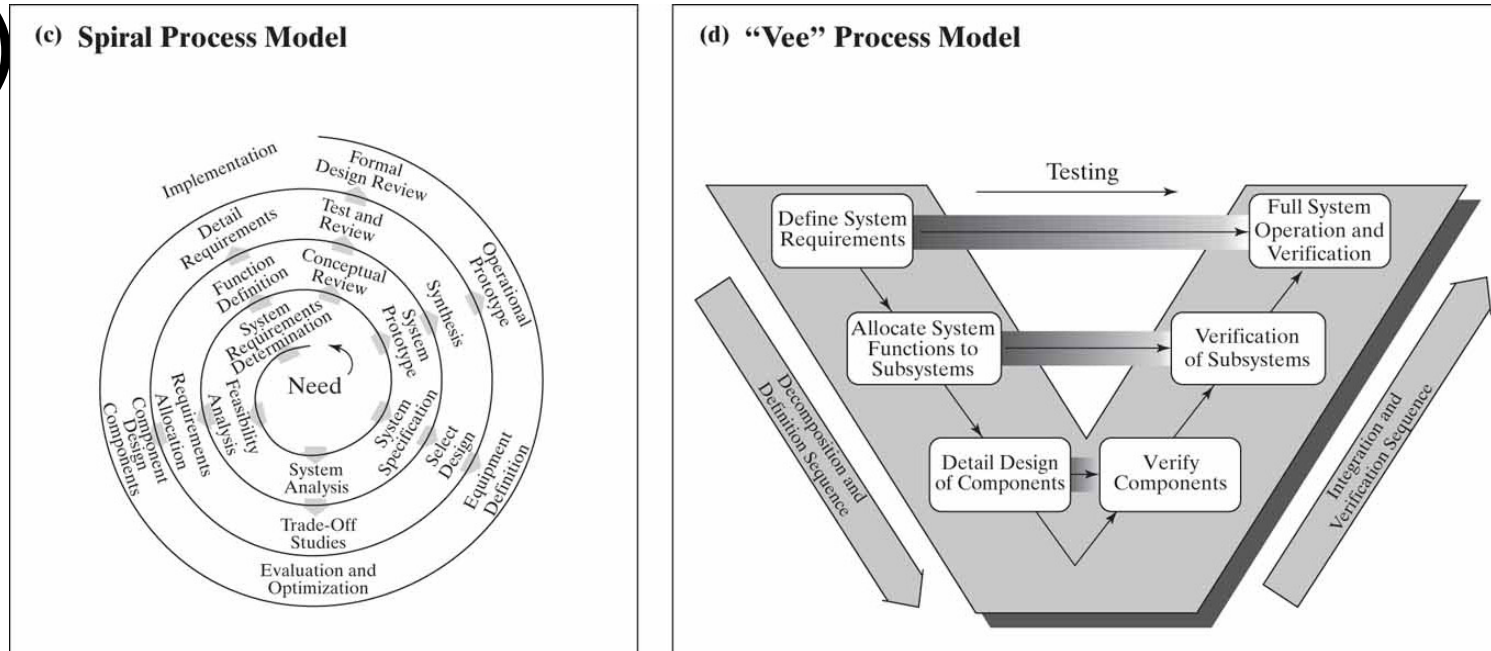 (c) Spiral Process Model
Implementation
Formal
Design Review
Detail
Requirements
Test and
Review
Operational
Prototype
Function
Definition
Conceptual
Review
Synthesis
System
Requirements
Determination
System
Prototype
Need
Feasibility
Analysis
Requirements
Allocation
Component
Design
Components
System
Specification
Select
Design
Equipment
Definition
System
Analysis
Trade-Off
Studies
Evaluation and
Optimization
(d) “Vee” Process Model
Testing
Define System
Requirements
Full System
Operation and
Verification
Allocate System
Functions to
Subsystems
Verification
of Subsystems
Detail Design
of Components
Verify
Components
Decomposition and
Definition Sequence
Integration and
Verification Sequence